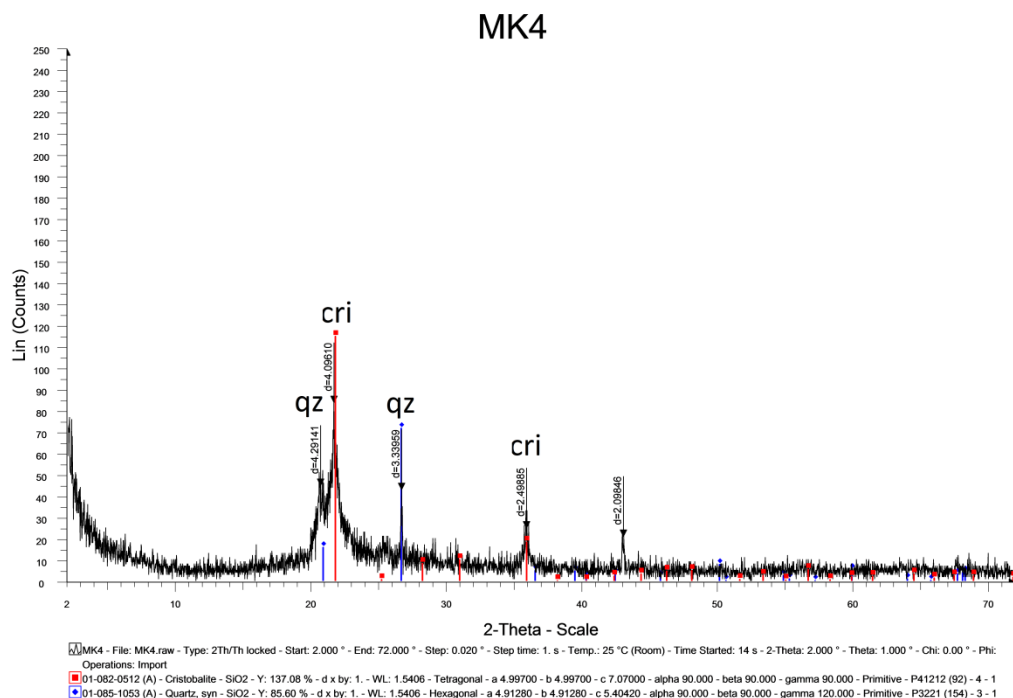 MK4
Lin (Counts)
250
240
230
220
210
200
190
180
170
160
150
140
130
120
110
100
90
80
70
60
50
40
30
20
10
0
cri
d=4.09610
qz
d=4.29141
qz
d=3.33959
cri
d=2.49885
d=2.09846
2 10 20 30 40 50 60 70
2-Theta - Scale
MK4 - File: MK4.raw - Type: 2Th/Th locked - Start: 2.000 ° - End: 72.000 ° - Step: 0.020 ° - Step time: 1. s - Temp.: 25 °C (Room) - Time Started: 14 s - 2-Theta: 2.000 ° - Theta: 1.000 ° - Chi: 0.00 ° - Phi:
Operations: Import
01-082-0512 (A) - Cristobalite - SiO2 - Y: 137.08 % - d x by: 1. - WL: 1.5406 - Tetragonal - a 4.99700 - b 4.99700 - c 7.07000 - alpha 90.000 - beta 90.000 - gamma 90.000 - Primitive - P41212 (92) - 4 - 1
01-085-1053 (A) - Quartz, syn - SiO2 - Y: 85.60 % - d x by: 1. - WL: 1.5406 - Hexagonal - a 4.91280 - b 4.91280 - c 5.40420 - alpha 90.000 - beta 90.000 - gamma 120.000 - Primitive - P3221 (154) - 3 - 1